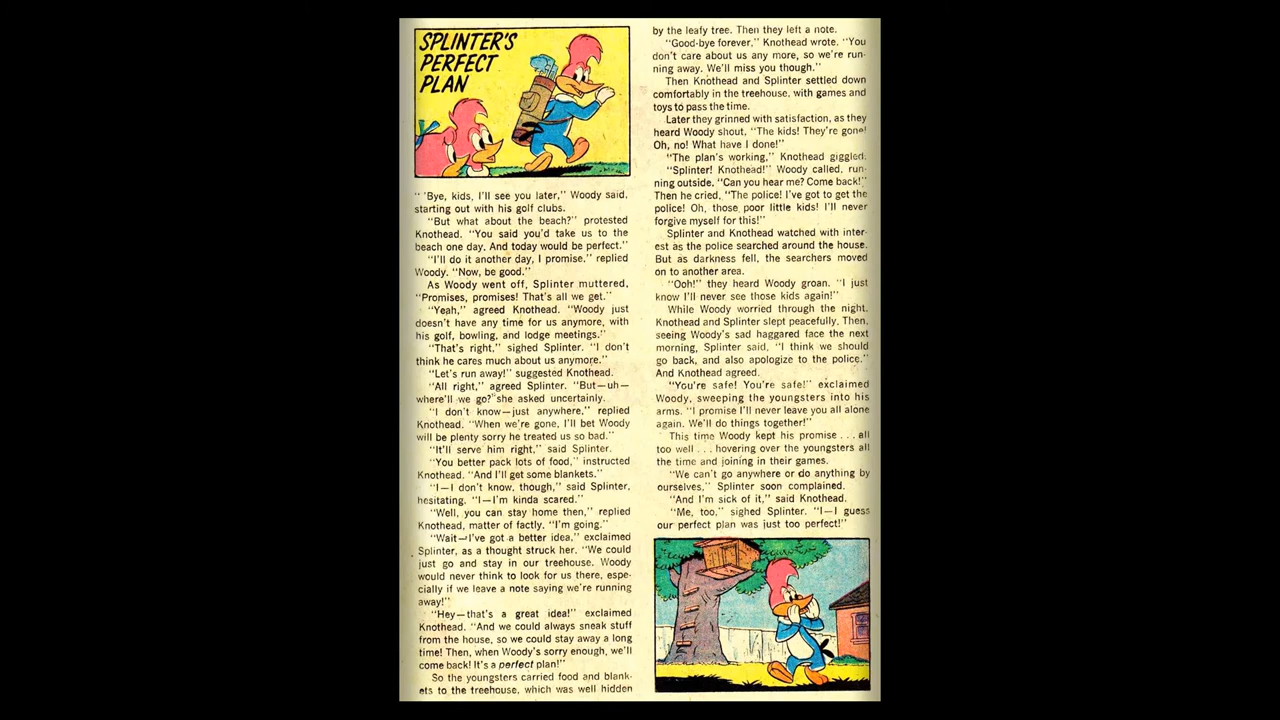 SPLINTER'S
PERFECT
PLAN
" 'Bye, kids, I'll see you later," Woody said,
starting out with his golf clubs.
"But what about the beach?" protested
Knothead. "You said you'd take us to the
beach one day. And today would be perfect."
"I'll do it another day, I promise," replied
Woody. "Now, be good."
As Woody went off, Splinter muttered,
"Promises, promises! That's all we get."
"Yeah," agreed Knothead. "Woody just
doesn't have any time for us anymore, with
his golf, bowling, and lodge meetings."
"That's right," sighed Splinter. "I don't
think he cares much about us anymore."
"Let's run away!" suggested Knothead.
"All right," agreed Splinter. "But—uh—
where'll we go?" she asked uncertainly.
"I don't know—just anywhere," replied
Knothead. "When we're gone, I'll bet Woody
will be plenty sorry he treated us so bad."
"It'll serve him right," said Splinter.
"You better pack lots of food," instructed
Knothead. "And I'll get some blankets."
"I—I don't know, though," said Splinter,
hesitating. "I—I'm kinda scared."
"Well, you can stay home then," replied
Knothead, matter of factly. "I'm going."
"Wait—I've got a better idea," exclaimed
Splinter, as a thought struck her. "We could
just go and stay in our treehouse. Woody
would never think to look for us there, espe-
cially if we leave a note saying we're running
away!"
"Hey—that's a great idea!" exclaimed
Knothead. "And we could always sneak stuff
from the house, so we could stay away a long
time! Then, when Woody's sorry enough, we'll
come back! It's a perfect plan!"
So the youngsters carried food and blank-
ets to the treehouse, which was well hidden
by the leafy tree. Then they left a note.
"Good-bye forever," Knothead wrote. "You
don't care about us any more, so we're run-
ning away. We'll miss you though."
Then Knothead and Splinter settled down
comfortably in the treehouse, with games and
toys to pass the time.
Later they grinned with satisfaction, as they
heard Woody shout, "The kids! They're gone!
Oh, no! What have I done!"
"The plan's working," Knothead giggled.
"Splinter! Knothead!" Woody called, run-
ning outside. "Can you hear me? Come back!"
Then he cried, "The police! I've got to get the
police! Oh, those poor little kids! I'll never
forgive myself for this!"
Splinter and Knothead watched with inter-
est as the police searched around the house.
But as darkness fell, the searchers moved
on to another area.
"Ooh!" they heard Woody groan. "I just
know I'll never see those kids again!"
While Woody worried through the night,
Knothead and Splinter slept peacefully. Then,
seeing Woody's sad haggard face the next
morning, Splinter said, "I think we should
go back, and also apologize to the police."
And Knothead agreed.
"You're safe! You're safe!" exclaimed
Woody, sweeping the youngsters into his
arms. "I promise I'll never leave you all alone
again. We'll do things together!"
This time Woody kept his promise . . . all
too well . . . hovering over the youngsters all
the time and joining in their games.
"We can't go anywhere or do anything by
ourselves," Splinter soon complained.
"And I'm sick of it," said Knothead.
"Me, too," sighed Splinter. "I—I guess
our perfect plan was just too perfect!"